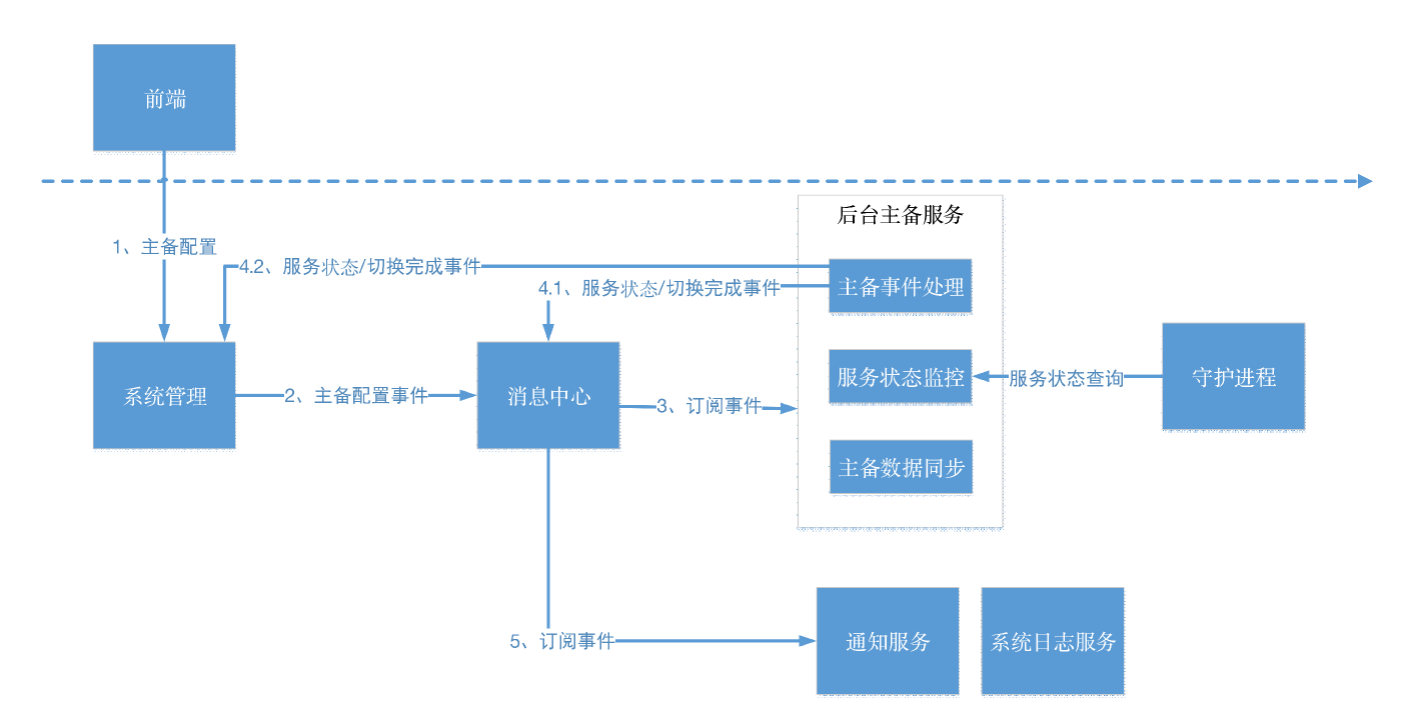 前端
后台主备服务
1、主备配置
4.2、服务状态/切换完成事件
4.1、服务状态/切换完成事件
主备事件处理
服务状态监控
服务状态查询
守护进程
系统管理
2、主备配置事件
消息中心
3、订阅事件
主备数据同步
5、订阅事件
通知服务
系统日志服务